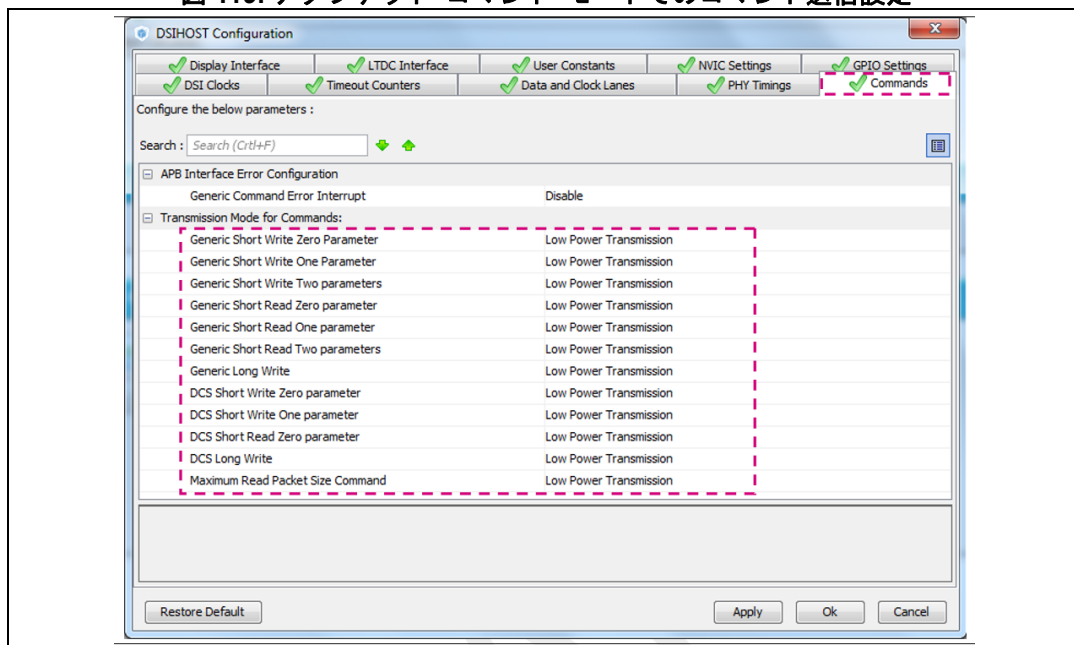 DSIHOST Configuration
Display Interface LTDC Interface User Constants NVIC Settings GPIO Settings
DSI Clocks Timeout Counters Data and Clock Lanes PHY Timings Commands
Configure the below parameters :
Search : Search (Crtl+F)
APB Interface Error Configuration
Generic Command Error Interrupt Disable
Transmission Mode for Commands:
Generic Short Write Zero Parameter Low Power Transmission
Generic Short Write One Parameter Low Power Transmission
Generic Short Write Two parameters Low Power Transmission
Generic Short Read Zero parameter Low Power Transmission
Generic Short Read One parameter Low Power Transmission
Generic Short Read Two parameters Low Power Transmission
Generic Long Write Low Power Transmission
DCS Short Write Zero parameter Low Power Transmission
DCS Short Write One parameter Low Power Transmission
DCS Short Read Zero parameter Low Power Transmission
DCS Long Write Low Power Transmission
Maximum Read Packet Size Command Low Power Transmission
Restore Default Apply Ok Cancel